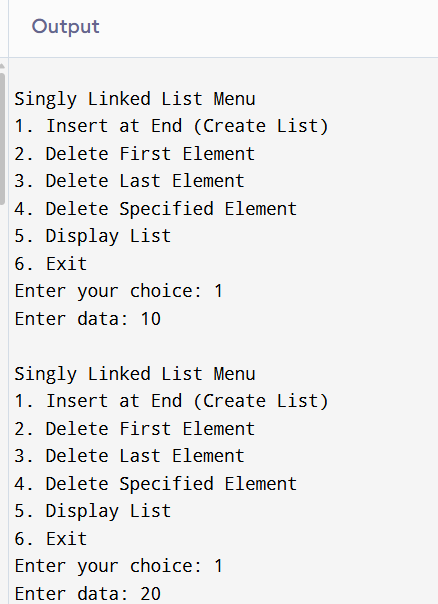 Output
Singly Linked List Menu
1. Insert at End (Create List)
2. Delete First Element
3. Delete Last Element
4. Delete Specified Element
5. Display List
6. Exit
Enter your choice: 1
Enter data: 10
Singly Linked List Menu
1. Insert at End (Create List)
2. Delete First Element
3. Delete Last Element
4. Delete Specified Element
5. Display List
6. Exit
Enter your choice: 1
Enter data: 20